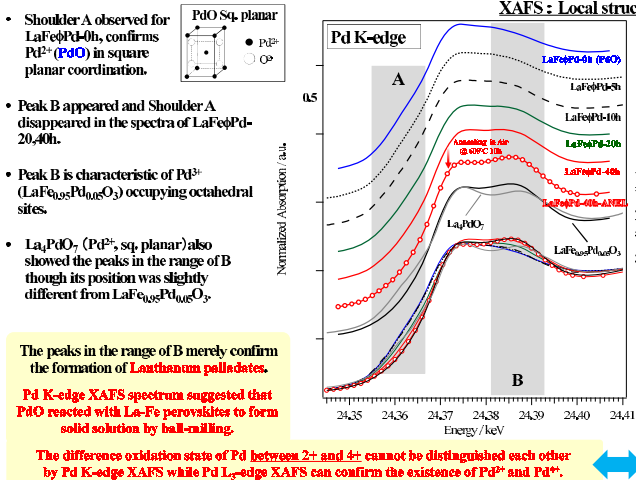 XAFS : Local struc
• Shoulder A observed for
LaFeϕPd-0h, confirms
Pd²⁺ (PdO) in square
planar coordination.
PdO Sq. planar
Pd²⁺
O²⁻
• Peak B appeared and Shoulder A
disappeared in the spectra of LaFeϕPd-
20,40h.
• Peak B is characteristic of Pd³⁺
(LaFe₀.₉₅Pd₀.₀₅O₃) occupying octahedral
sites.
• La₄PdO₇ (Pd²⁺, sq. planar) also
showed the peaks in the range of B
though its position was slightly
different from LaFe₀.₉₅Pd₀.₀₅O₃.
The peaks in the range of B merely confirm
the formation of Lanthanum palladates.
Pd K-edge XAFS spectrum suggested that
PdO reacted with La-Fe perovskites to form
solid solution by ball-milling.
The difference oxidation state of Pd between 2+ and 4+ cannot be distinguished each other
by Pd K-edge XAFS while Pd L₃-edge XAFS can confirm the existence of Pd²⁺ and Pd⁴⁺.
Pd K-edge
A
LaFeϕPd-0h (PdO)
LaFeϕPd-5h
LaFeϕPd-10h
LaFeϕPd-20h
Annealing in Air
@ 605°C 10h
LaFeϕPd-40h
LaFeϕPd-40h-ANEL
La₄PdO₇
LaFe₀.₉₅Pd₀.₀₅O₃
B
0.5
Normalized Absorption / a.u.
24.35 24.36 24.37 24.38 24.39 24.40 24.41
Energy / keV